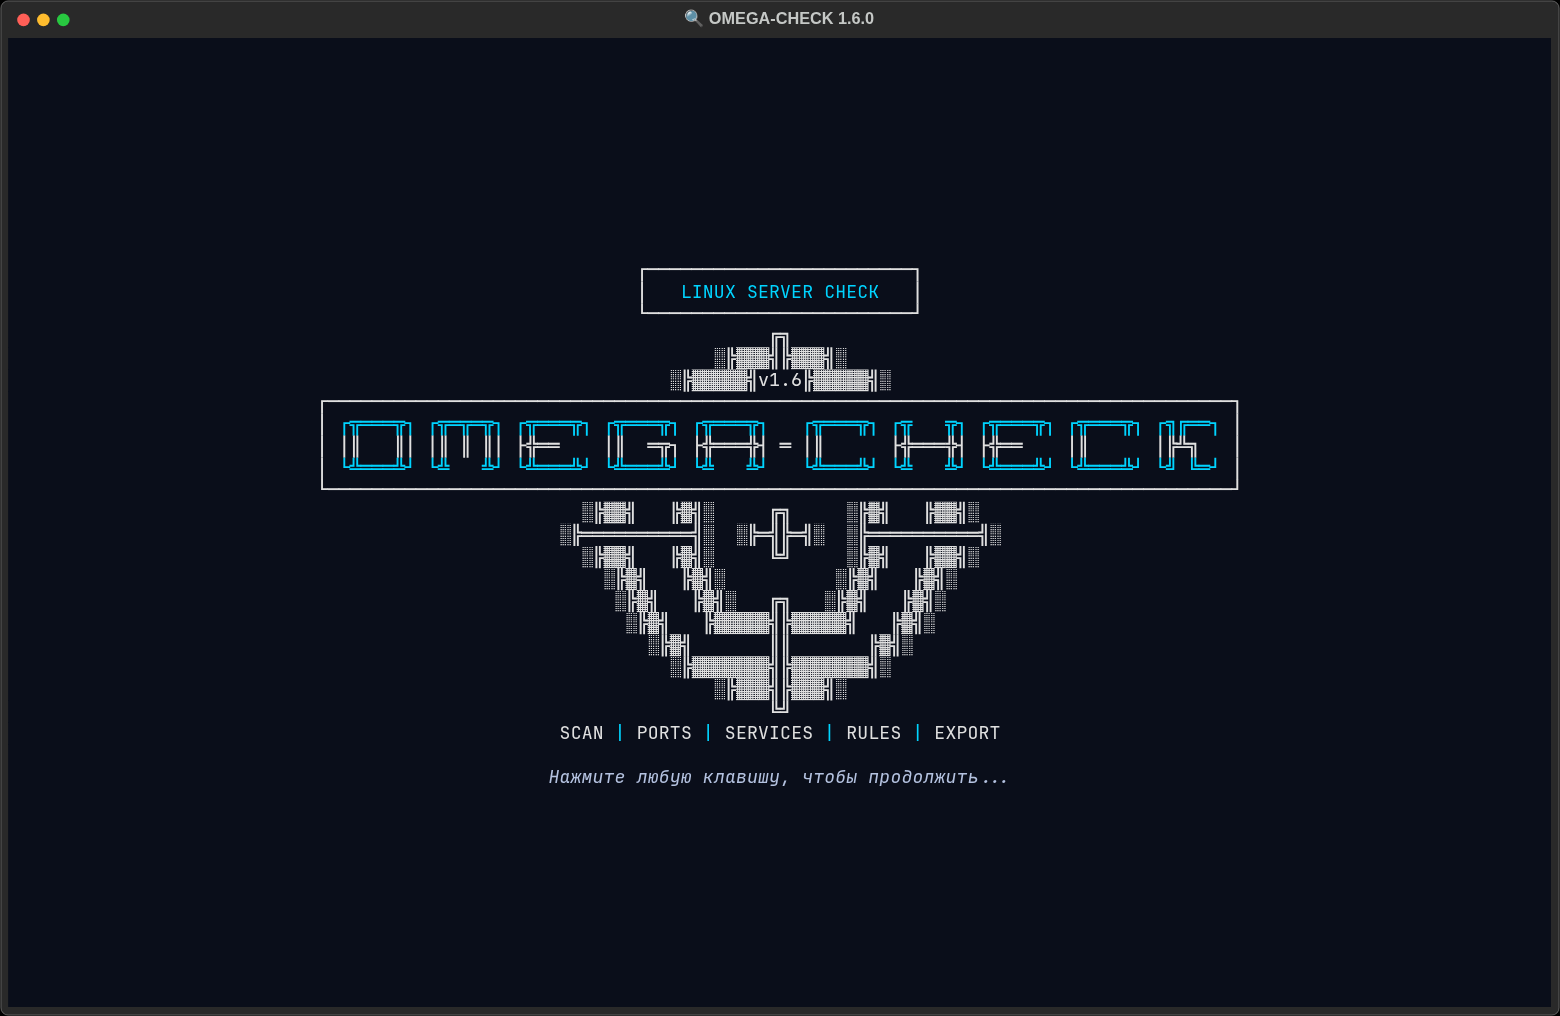 🔍 OMEGA-CHECK 1.6.0
LINUX SERVER CHECK
v1.6
OMEGA-CHECK
SCAN | PORTS | SERVICES | RULES | EXPORT
Нажмите любую клавишу, чтобы продолжить...